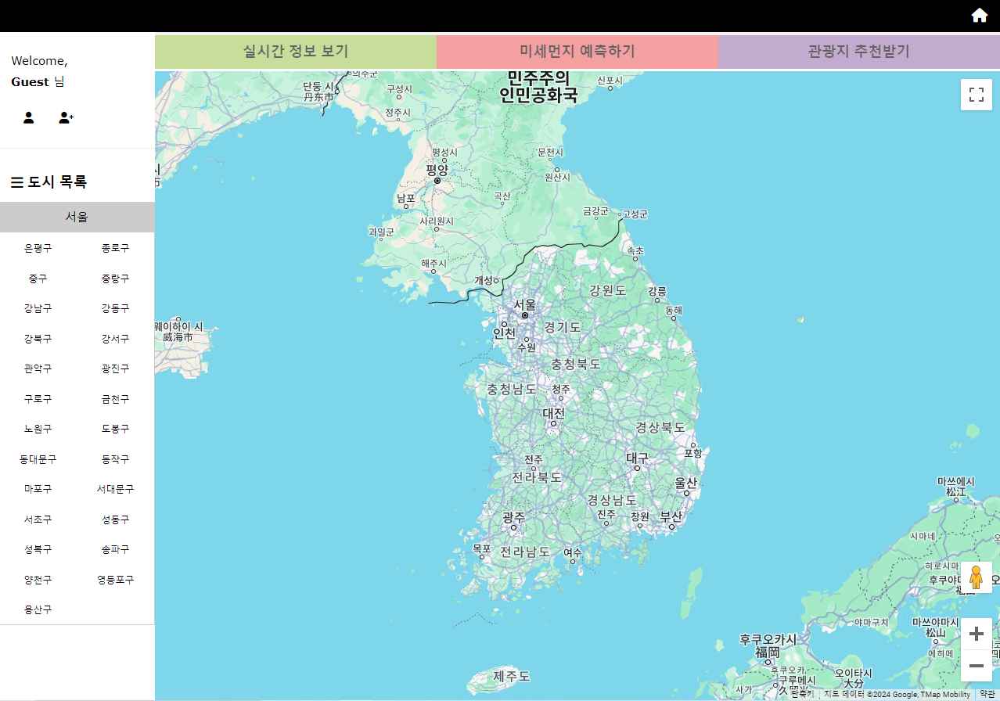 Welcome,
Guest 님
도시 목록
서울
은평구 종로구
중구 중랑구
강남구 강동구
강북구 강서구
관악구 광진구
구로구 금천구
노원구 도봉구
동대문구 동작구
마포구 서대문구
서초구 성동구
성북구 송파구
양천구 영등포구
용산구
실시간 정보 보기
미세먼지 예측하기
관광지 추천받기
민주주의
인민공화국
신포시
단둥 시
丹东市
구성시
정주시
평성시
평양
문천시
원산시
남포
곡산
금강군
고성군
사리원시
과일군
해주시
개성
속초
강원도
강릉
동해
서울
경기도
인천
수원
웨이하이 시
威海市
충청북도
충청남도
청주
대전
경상북도
포항
전주
전라북도
대구
울산
경상남도
진주
창원
부산
광주
목포
전라남도
여수
제주도
마쓰에시
松江
시마네
히로시마
야마구치
마쓰야마시
松山
에히메
후쿠오카시
福岡
후쿠오카
구루메시
사가
오이타시
大分
단축키
지도 데이터 ©2024 Google, TMap Mobility
약관